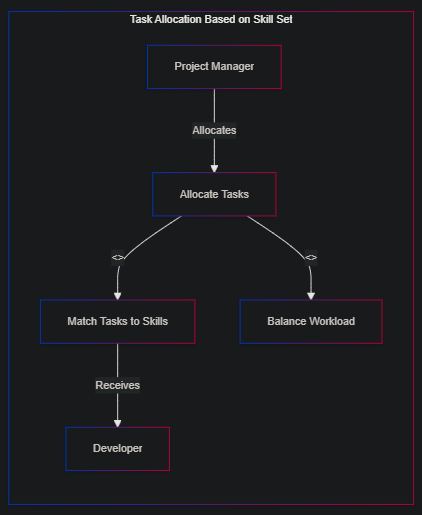 Task Allocation Based on Skill Set
Project Manager
Allocates
Allocate Tasks
<>
<>
Match Tasks to Skills
Balance Workload
Receives
Developer